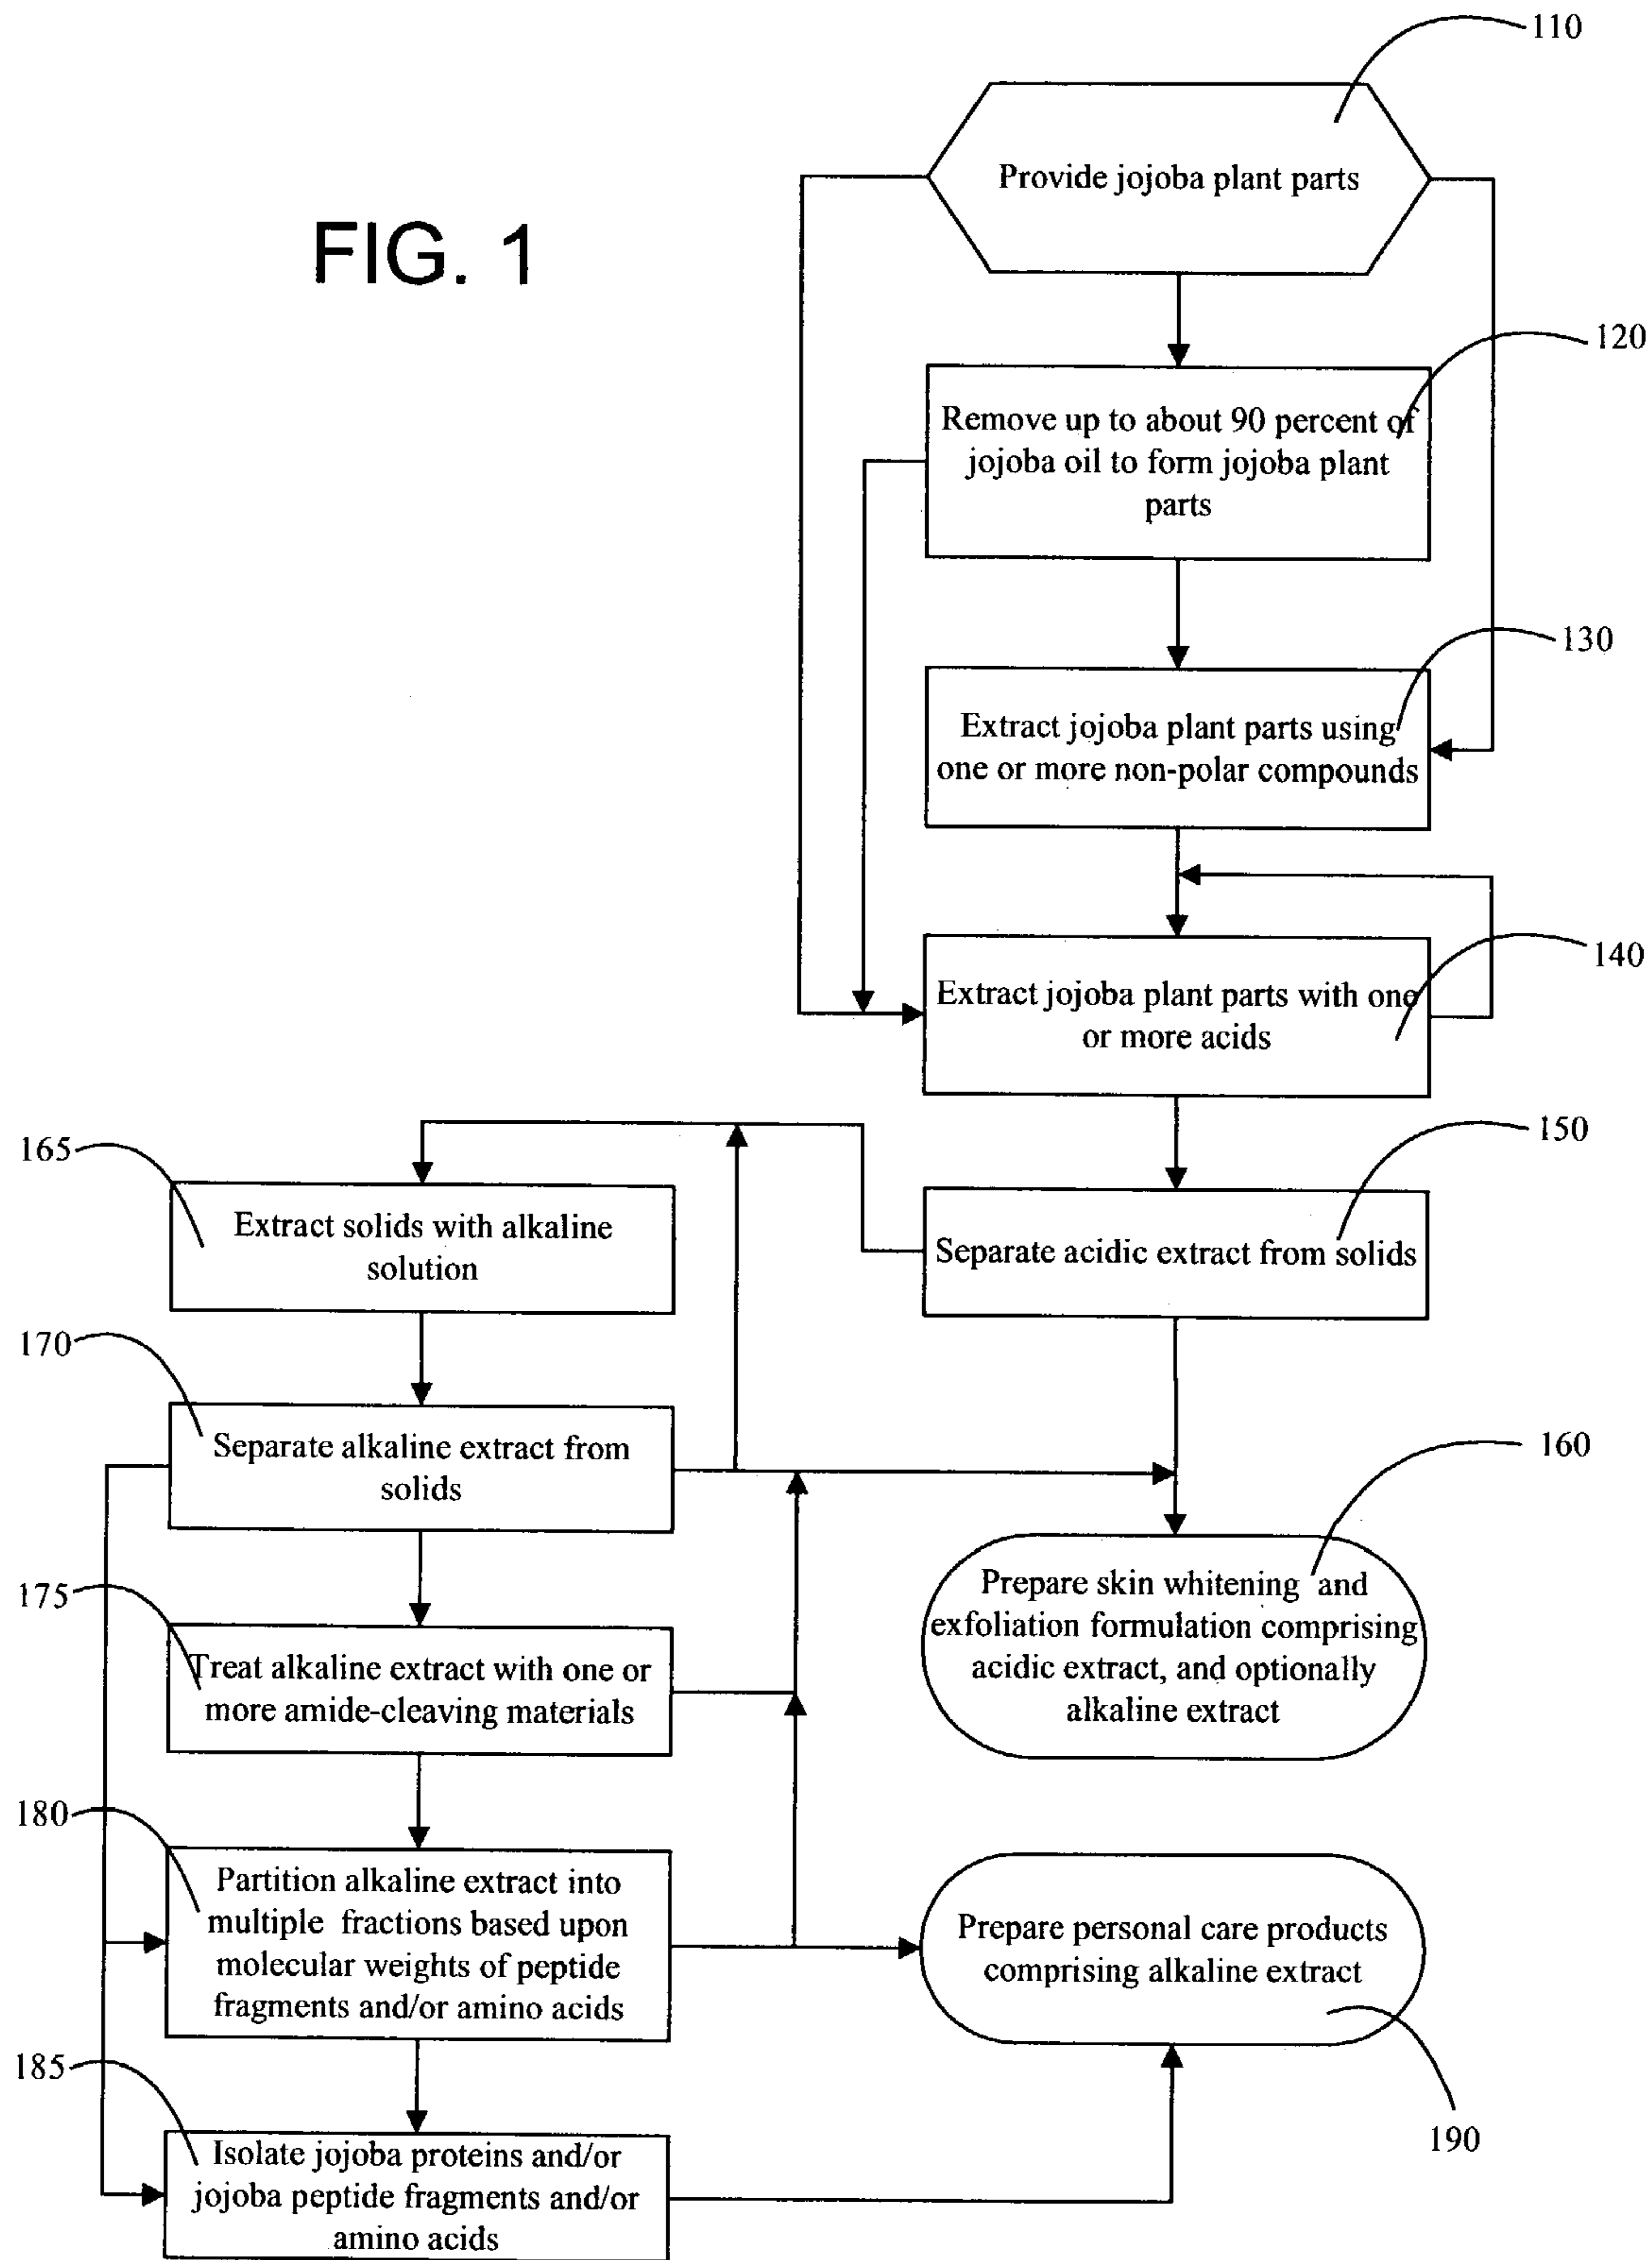 FIG. 1
110
Provide jojoba plant parts
120
Remove up to about 90 percent of
jojoba oil to form jojoba plant
parts
130
Extract jojoba plant parts using
one or more non-polar compounds
140
Extract jojoba plant parts with one
or more acids
150
Separate acidic extract from solids
165
Extract solids with alkaline
solution
170
Separate alkaline extract from
solids
160
Prepare skin whitening and
exfoliation formulation comprising
acidic extract, and optionally
alkaline extract
175
Treat alkaline extract with one or
more amide-cleaving materials
180
Partition alkaline extract into
multiple fractions based upon
molecular weights of peptide
fragments and/or amino acids
Prepare personal care products
comprising alkaline extract
190
185
Isolate jojoba proteins and/or
jojoba peptide fragments and/or
amino acids